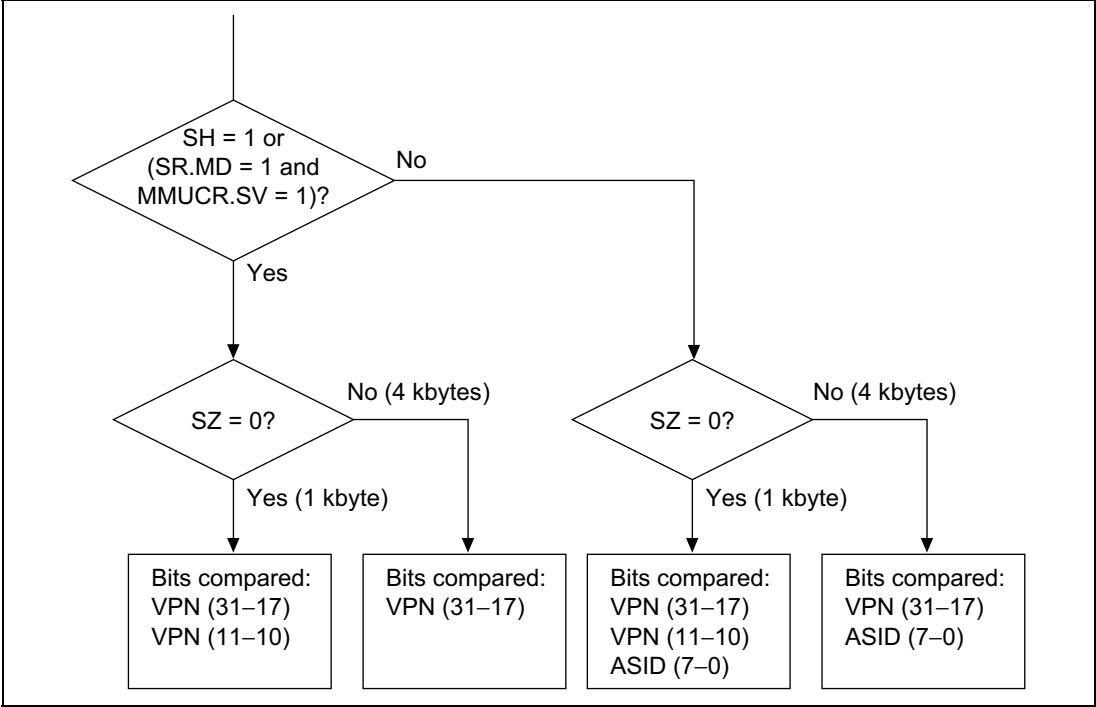 SH = 1 or
(SR.MD = 1 and
MMUCR.SV = 1)?
No
Yes
SZ = 0?
No (4 kbytes)
Yes (1 kbyte)
SZ = 0?
No (4 kbytes)
Yes (1 kbyte)
Bits compared:
VPN (31–17)
VPN (11–10)
Bits compared:
VPN (31–17)
Bits compared:
VPN (31–17)
VPN (11–10)
ASID (7–0)
Bits compared:
VPN (31–17)
ASID (7–0)